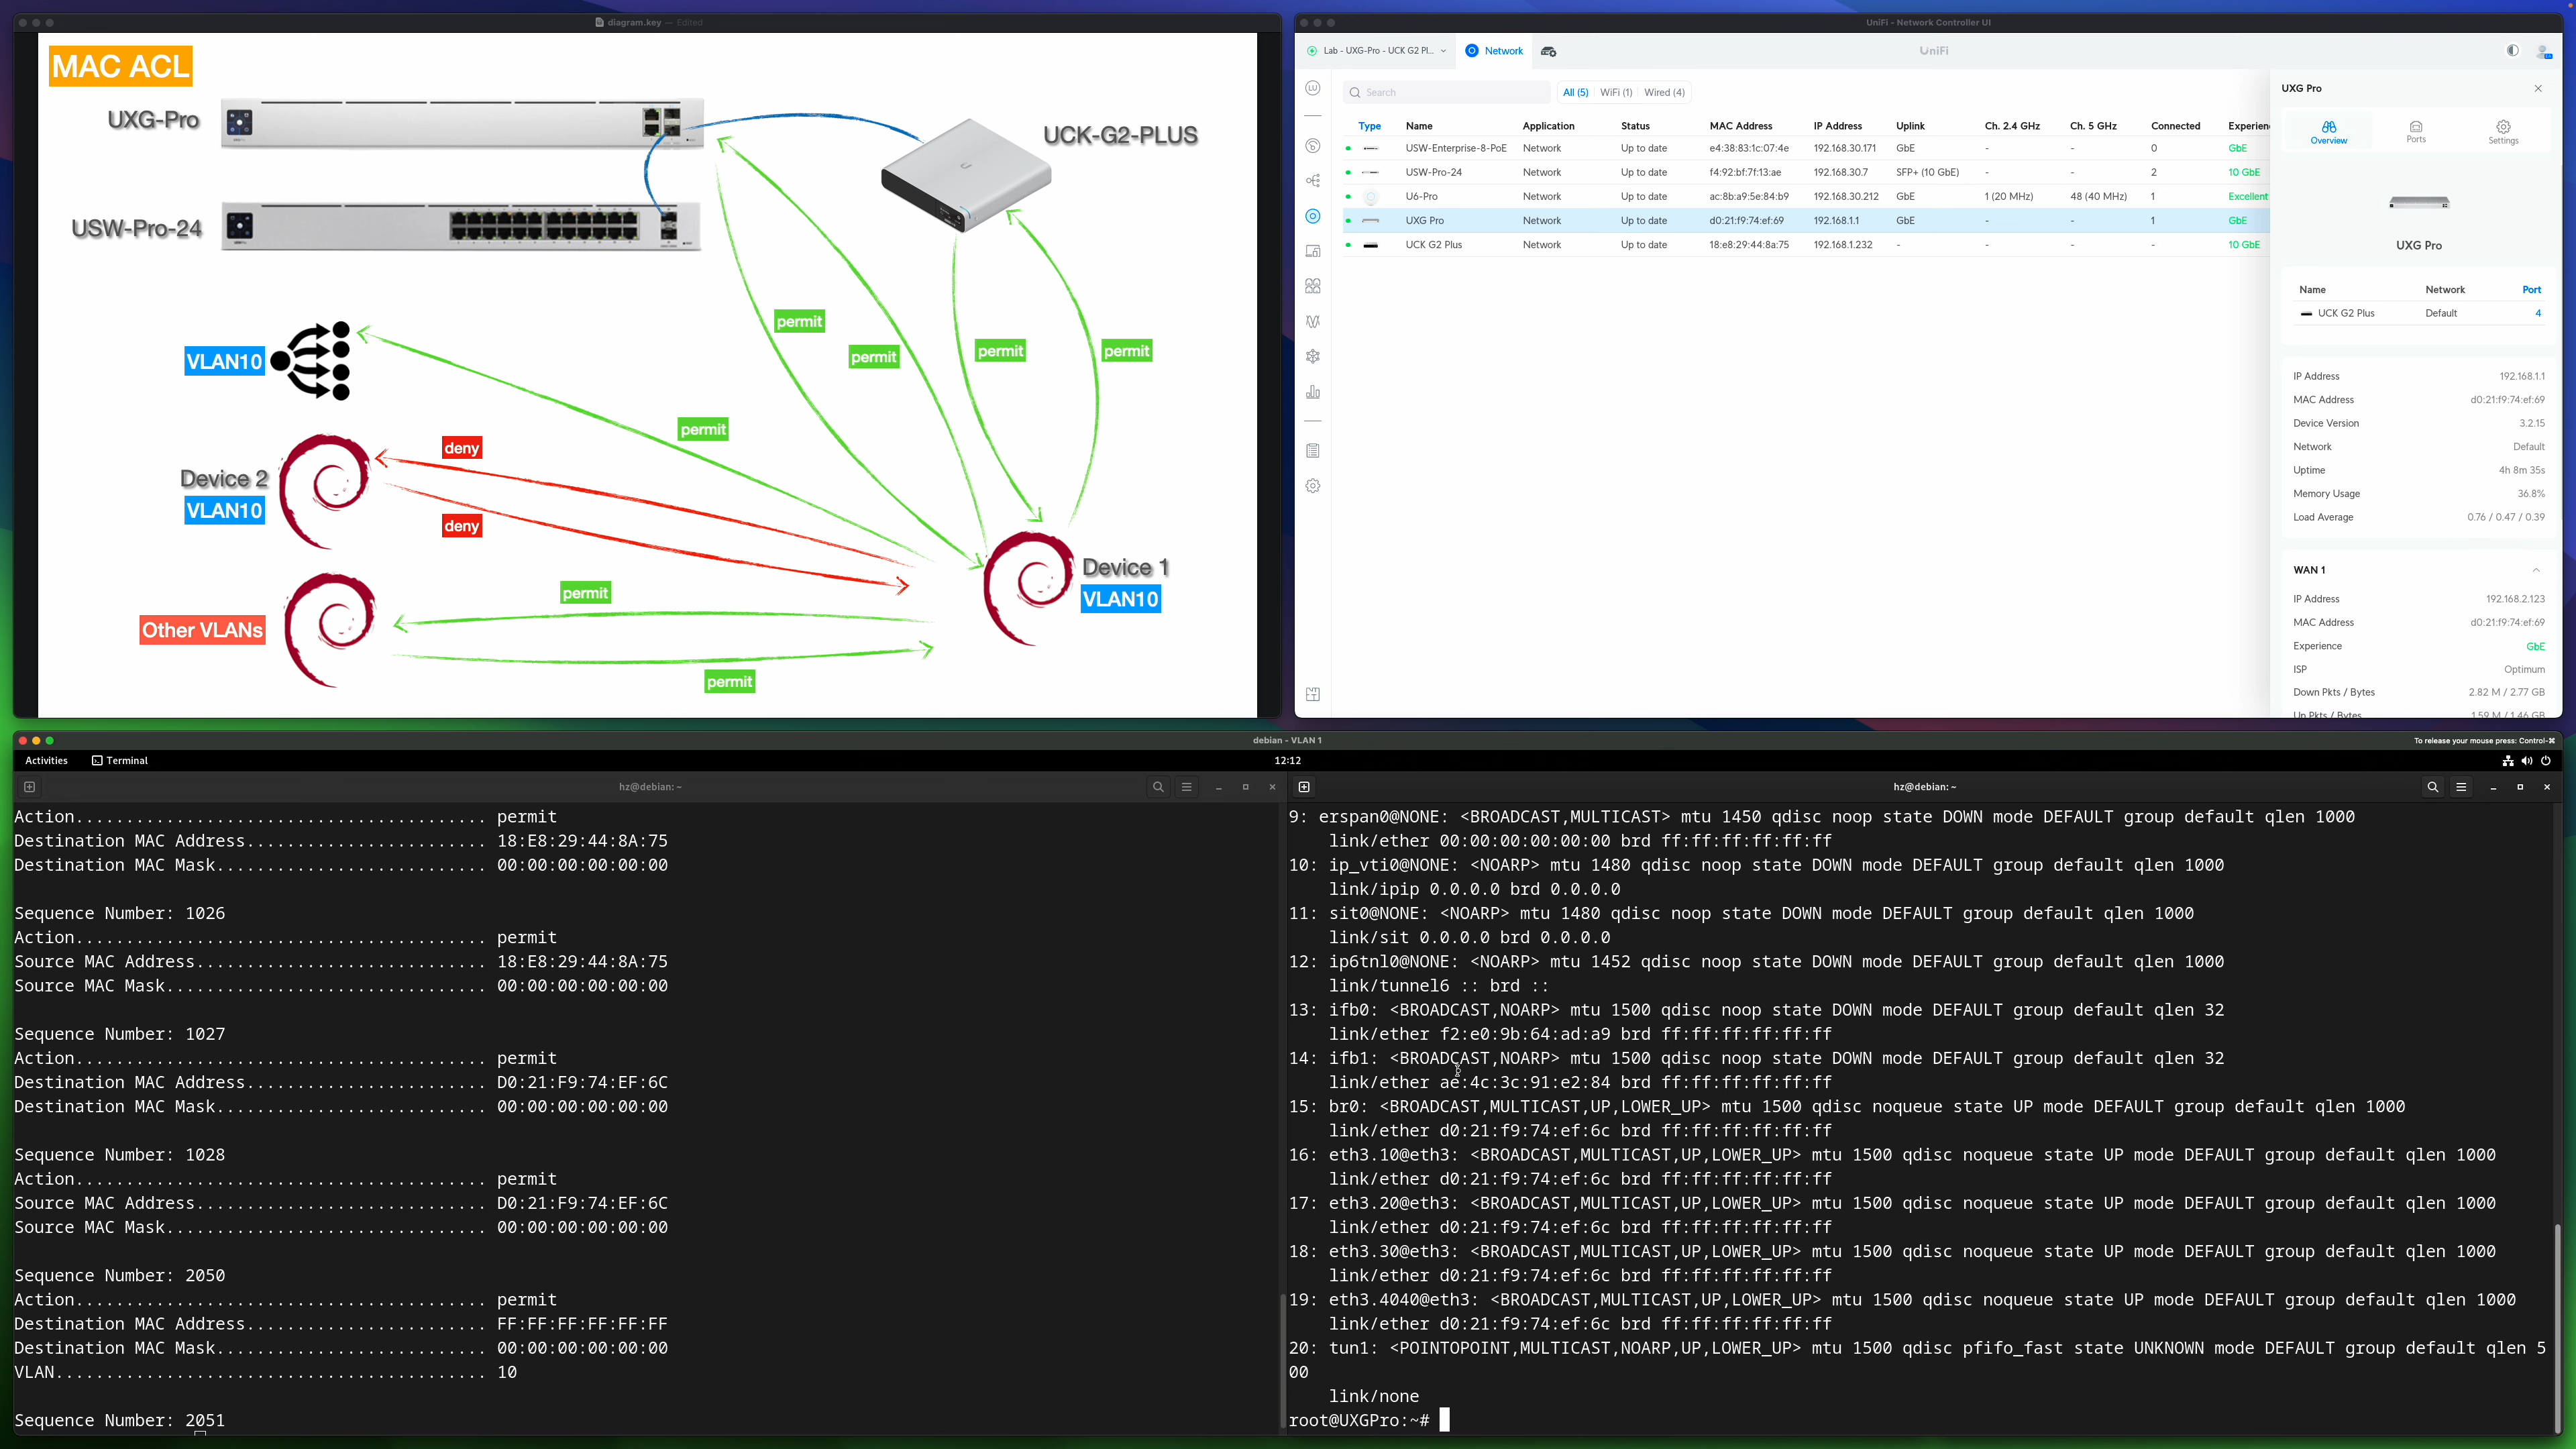 diagram.key — Edited
MAC ACL
UXG-Pro
UCK-G2-PLUS
USW-Pro-24
permit
permit
permit
permit
VLAN10
permit
deny
Device 2
VLAN10
deny
Device 1
VLAN10
permit
Other VLANs
permit
UniFi - Network Controller UI
Lab - UXG-Pro - UCK G2 Pl...
Network
UniFi
Search
All (5) WiFi (1) Wired (4)
Type Name Application Status MAC Address IP Address Uplink Ch. 2.4 GHz Ch. 5 GHz Connected Experien
USW-Enterprise-8-PoE Network Up to date e4:38:83:1c:07:4e 192.168.30.171 GbE - - 0 GbE
USW-Pro-24 Network Up to date f4:92:bf:7f:13:ae 192.168.30.7 SFP+ (10 GbE) - - 2 10 GbE
U6-Pro Network Up to date ac:8b:a9:5e:84:b9 192.168.30.212 GbE 1 (20 MHz) 48 (40 MHz) 1 Excellent
UXG Pro Network Up to date d0:21:f9:74:ef:69 192.168.1.1 GbE - - 1 GbE
UCK G2 Plus Network Up to date 18:e8:29:44:8a:75 192.168.1.232 - - - - 10 GbE
UXG Pro
Overview Ports Settings
UXG Pro
Name Network Port
UCK G2 Plus Default 4
IP Address 192.168.1.1
MAC Address d0:21:f9:74:ef:69
Device Version 3.2.15
Network Default
Uptime 4h 8m 35s
Memory Usage 36.8%
Load Average 0.76 / 0.47 / 0.39
WAN 1
IP Address 192.168.2.123
MAC Address d0:21:f9:74:ef:69
Experience GbE
ISP Optimum
Down Pkts / Bytes 2.82 M / 2.77 GB
Up Pkts / Bytes 1.59 M / 1.46 GB
debian - VLAN 1
To release your mouse press: Control-⌘
Activities Terminal 12:12
hz@debian: ~
Action......................................... permit
Destination MAC Address........................ 18:E8:29:44:8A:75
Destination MAC Mask........................... 00:00:00:00:00:00
Sequence Number: 1026
Action......................................... permit
Source MAC Address............................. 18:E8:29:44:8A:75
Source MAC Mask................................ 00:00:00:00:00:00
Sequence Number: 1027
Action......................................... permit
Destination MAC Address........................ D0:21:F9:74:EF:6C
Destination MAC Mask........................... 00:00:00:00:00:00
Sequence Number: 1028
Action......................................... permit
Source MAC Address............................. D0:21:F9:74:EF:6C
Source MAC Mask................................ 00:00:00:00:00:00
Sequence Number: 2050
Action......................................... permit
Destination MAC Address........................ FF:FF:FF:FF:FF:FF
Destination MAC Mask........................... 00:00:00:00:00:00
VLAN........................................... 10
Sequence Number: 2051
hz@debian: ~
9: erspan0@NONE: <BROADCAST,MULTICAST> mtu 1450 qdisc noop state DOWN mode DEFAULT group default qlen 1000
link/ether 00:00:00:00:00:00 brd ff:ff:ff:ff:ff:ff
10: ip_vti0@NONE: <NOARP> mtu 1480 qdisc noop state DOWN mode DEFAULT group default qlen 1000
link/ipip 0.0.0.0 brd 0.0.0.0
11: sit0@NONE: <NOARP> mtu 1480 qdisc noop state DOWN mode DEFAULT group default qlen 1000
link/sit 0.0.0.0 brd 0.0.0.0
12: ip6tnl0@NONE: <NOARP> mtu 1452 qdisc noop state DOWN mode DEFAULT group default qlen 1000
link/tunnel6 :: brd ::
13: ifb0: <BROADCAST,NOARP> mtu 1500 qdisc noop state DOWN mode DEFAULT group default qlen 32
link/ether f2:e0:9b:64:ad:a9 brd ff:ff:ff:ff:ff:ff
14: ifb1: <BROADCAST,NOARP> mtu 1500 qdisc noop state DOWN mode DEFAULT group default qlen 32
link/ether ae:4c:3c:91:e2:84 brd ff:ff:ff:ff:ff:ff
15: br0: <BROADCAST,MULTICAST,UP,LOWER_UP> mtu 1500 qdisc noqueue state UP mode DEFAULT group default qlen 1000
link/ether d0:21:f9:74:ef:6c brd ff:ff:ff:ff:ff:ff
16: eth3.10@eth3: <BROADCAST,MULTICAST,UP,LOWER_UP> mtu 1500 qdisc noqueue state UP mode DEFAULT group default qlen 1000
link/ether d0:21:f9:74:ef:6c brd ff:ff:ff:ff:ff:ff
17: eth3.20@eth3: <BROADCAST,MULTICAST,UP,LOWER_UP> mtu 1500 qdisc noqueue state UP mode DEFAULT group default qlen 1000
link/ether d0:21:f9:74:ef:6c brd ff:ff:ff:ff:ff:ff
18: eth3.30@eth3: <BROADCAST,MULTICAST,UP,LOWER_UP> mtu 1500 qdisc noqueue state UP mode DEFAULT group default qlen 1000
link/ether d0:21:f9:74:ef:6c brd ff:ff:ff:ff:ff:ff
19: eth3.4040@eth3: <BROADCAST,MULTICAST,UP,LOWER_UP> mtu 1500 qdisc noqueue state UP mode DEFAULT group default qlen 1000
link/ether d0:21:f9:74:ef:6c brd ff:ff:ff:ff:ff:ff
20: tun1: <POINTOPOINT,MULTICAST,NOARP,UP,LOWER_UP> mtu 1500 qdisc pfifo_fast state UNKNOWN mode DEFAULT group default qlen 5
00
link/none
root@UXGPro:~#